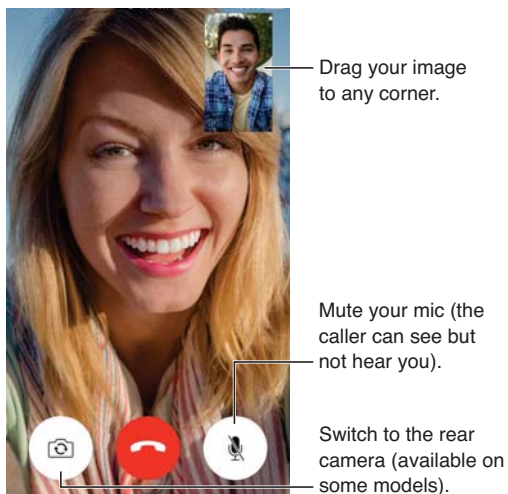 Drag your image
to any corner.
Mute your mic (the
caller can see but
not hear you).
Switch to the rear
camera (available on
some models).